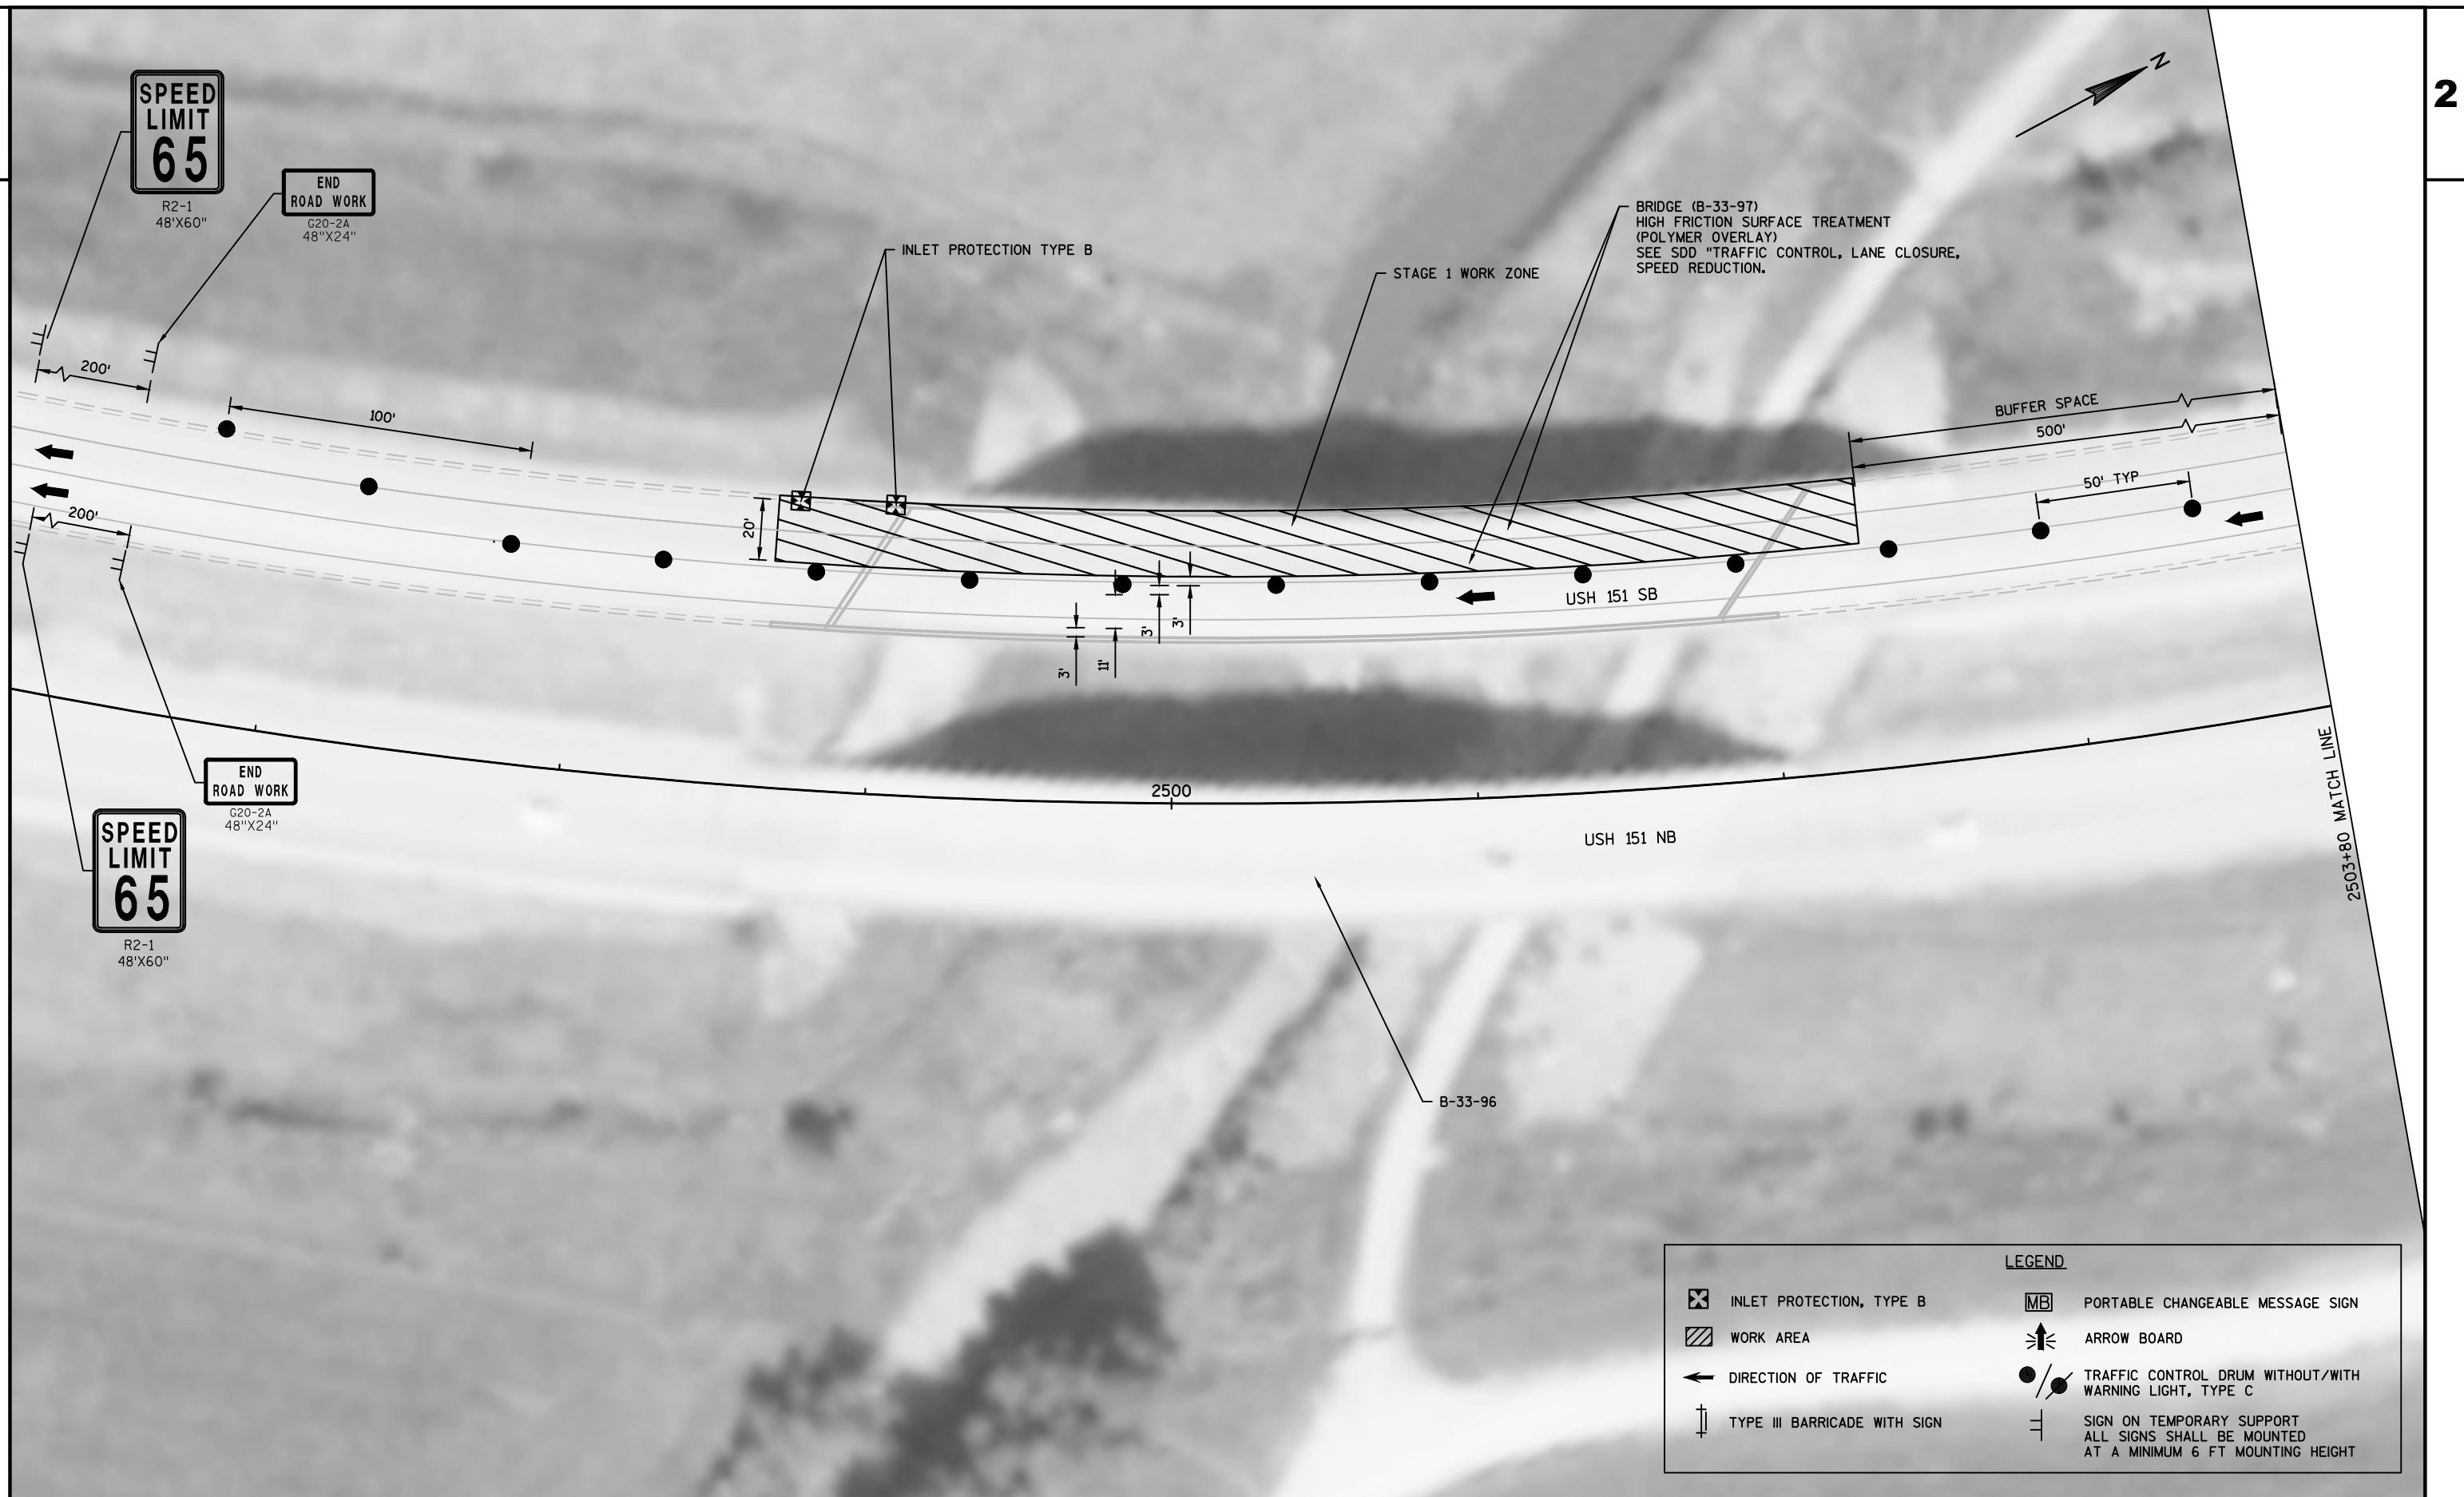 2
N
SPEED
LIMIT
65
R2-1
48'X60"
END
ROAD WORK
G20-2A
48"X24"
INLET PROTECTION TYPE B
STAGE 1 WORK ZONE
BRIDGE (B-33-97)
HIGH FRICTION SURFACE TREATMENT
(POLYMER OVERLAY)
SEE SDD "TRAFFIC CONTROL, LANE CLOSURE,
SPEED REDUCTION.
200'
100'
BUFFER SPACE
500'
50' TYP
200'
20'
USH 151 SB
3'
3'
3'
11'
END
ROAD WORK
G20-2A
48"X24"
SPEED
LIMIT
65
R2-1
48'X60"
2500
USH 151 NB
2503+80 MATCH LINE
B-33-96
LEGEND
INLET PROTECTION, TYPE B
WORK AREA
DIRECTION OF TRAFFIC
TYPE III BARRICADE WITH SIGN
MB
PORTABLE CHANGEABLE MESSAGE SIGN
ARROW BOARD
TRAFFIC CONTROL DRUM WITHOUT/WITH
WARNING LIGHT, TYPE C
SIGN ON TEMPORARY SUPPORT
ALL SIGNS SHALL BE MOUNTED
AT A MINIMUM 6 FT MOUNTING HEIGHT